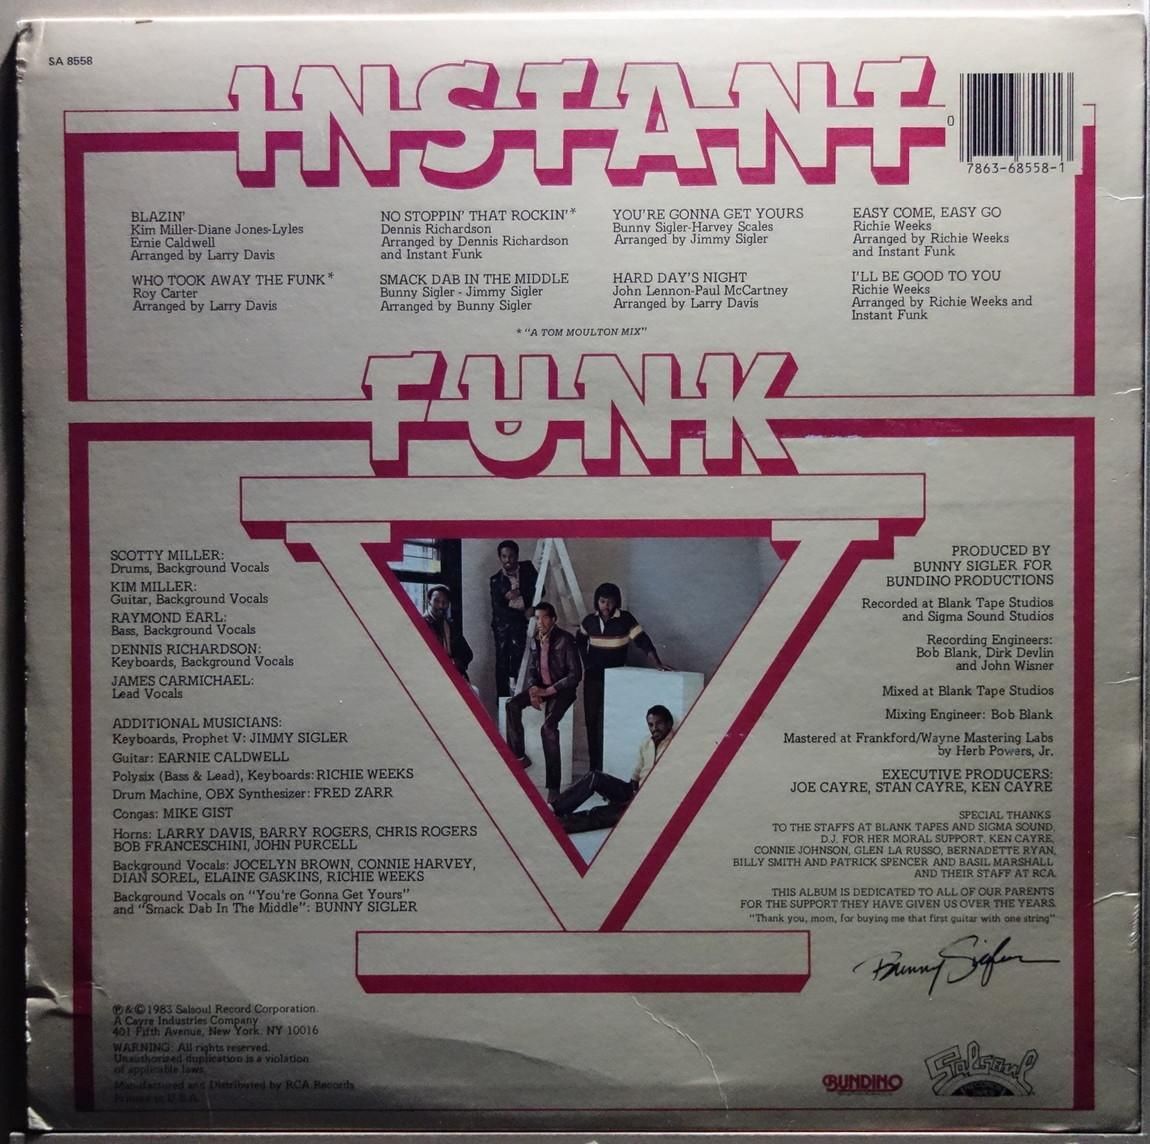 SA 8558
INSTANT
0
7863-68558-1
BLAZIN'
Kim Miller-Diane Jones-Lyles
Ernie Caldwell
Arranged by Larry Davis
WHO TOOK AWAY THE FUNK*
Roy Carter
Arranged by Larry Davis
NO STOPPIN' THAT ROCKIN'*
Dennis Richardson
Arranged by Dennis Richardson
and Instant Funk
SMACK DAB IN THE MIDDLE
Bunny Sigler - Jimmy Sigler
Arranged by Bunny Sigler
YOU'RE GONNA GET YOURS
Bunny Sigler-Harvey Scales
Arranged by Jimmy Sigler
HARD DAY'S NIGHT
John Lennon-Paul McCartney
Arranged by Larry Davis
EASY COME, EASY GO
Richie Weeks
Arranged by Richie Weeks
and Instant Funk
I'LL BE GOOD TO YOU
Richie Weeks
Arranged by Richie Weeks and
Instant Funk
* "A TOM MOULTON MIX"
FUNK
V
SCOTTY MILLER:
Drums, Background Vocals
KIM MILLER:
Guitar, Background Vocals
RAYMOND EARL:
Bass, Background Vocals
DENNIS RICHARDSON:
Keyboards, Background Vocals
JAMES CARMICHAEL:
Lead Vocals
ADDITIONAL MUSICIANS:
Keyboards, Prophet V: JIMMY SIGLER
Guitar: EARNIE CALDWELL
Polysix (Bass & Lead), Keyboards: RICHIE WEEKS
Drum Machine, OBX Synthesizer: FRED ZARR
Congas: MIKE GIST
Horns: LARRY DAVIS, BARRY ROGERS, CHRIS ROGERS
BOB FRANCESCHINI, JOHN PURCELL
Background Vocals: JOCELYN BROWN, CONNIE HARVEY,
DIAN SOREL, ELAINE GASKINS, RICHIE WEEKS
Background Vocals on "You're Gonna Get Yours"
and "Smack Dab In The Middle": BUNNY SIGLER
PRODUCED BY
BUNNY SIGLER FOR
BUNDINO PRODUCTIONS
Recorded at Blank Tape Studios
and Sigma Sound Studios
Recording Engineers:
Bob Blank, Dirk Devlin
and John Wisner
Mixed at Blank Tape Studios
Mixing Engineer: Bob Blank
Mastered at Frankford/Wayne Mastering Labs
by Herb Powers, Jr.
EXECUTIVE PRODUCERS:
JOE CAYRE, STAN CAYRE, KEN CAYRE
SPECIAL THANKS
TO THE STAFFS AT BLANK TAPES AND SIGMA SOUND,
D.J. FOR HER MORAL SUPPORT, KEN CAYRE,
CONNIE JOHNSON, GLEN LA RUSSO, BERNADETTE RYAN,
BILLY SMITH AND PATRICK SPENCER AND BASIL MARSHALL
AND THEIR STAFF AT RCA.
THIS ALBUM IS DEDICATED TO ALL OF OUR PARENTS
FOR THE SUPPORT THEY HAVE GIVEN US OVER THE YEARS.
"Thank you, mom, for buying me that first guitar with one string"
Bunny Sigler
℗ & © 1983 Salsoul Record Corporation.
A Cayre Industries Company
401 Fifth Avenue, New York, NY 10016
WARNING: All rights reserved.
Unauthorized duplication is a violation
of applicable laws.
Manufactured and Distributed by RCA Records
Printed in U.S.A.
BUNDINO
Salsoul